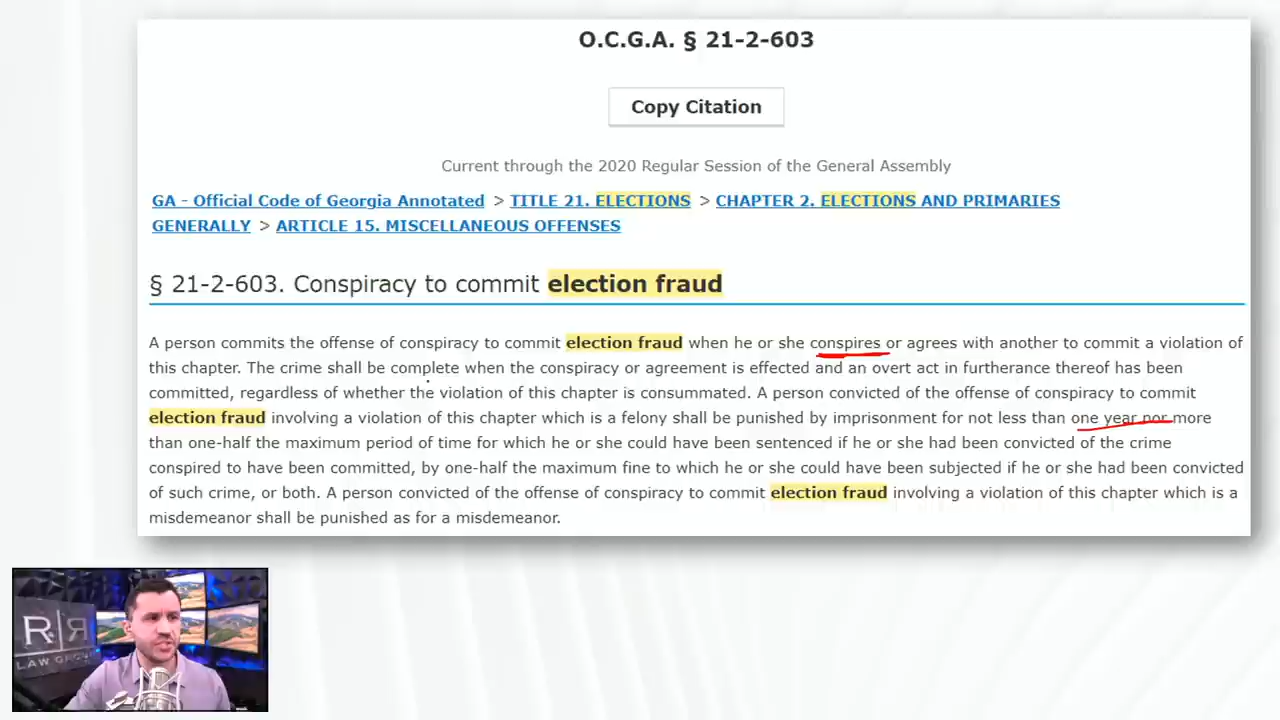 O.C.G.A. § 21-2-603
Copy Citation
Current through the 2020 Regular Session of the General Assembly
GA - Official Code of Georgia Annotated > TITLE 21. ELECTIONS > CHAPTER 2. ELECTIONS AND PRIMARIES
GENERALLY > ARTICLE 15. MISCELLANEOUS OFFENSES
§ 21-2-603. Conspiracy to commit election fraud
A person commits the offense of conspiracy to commit election fraud when he or she conspires or agrees with another to commit a violation of
this chapter. The crime shall be complete when the conspiracy or agreement is effected and an overt act in furtherance thereof has been
committed, regardless of whether the violation of this chapter is consummated. A person convicted of the offense of conspiracy to commit
election fraud involving a violation of this chapter which is a felony shall be punished by imprisonment for not less than one year nor more
than one-half the maximum period of time for which he or she could have been sentenced if he or she had been convicted of the crime
conspired to have been committed, by one-half the maximum fine to which he or she could have been subjected if he or she had been convicted
of such crime, or both. A person convicted of the offense of conspiracy to commit election fraud involving a violation of this chapter which is a
misdemeanor shall be punished as for a misdemeanor.
R|R
LAW GROUP